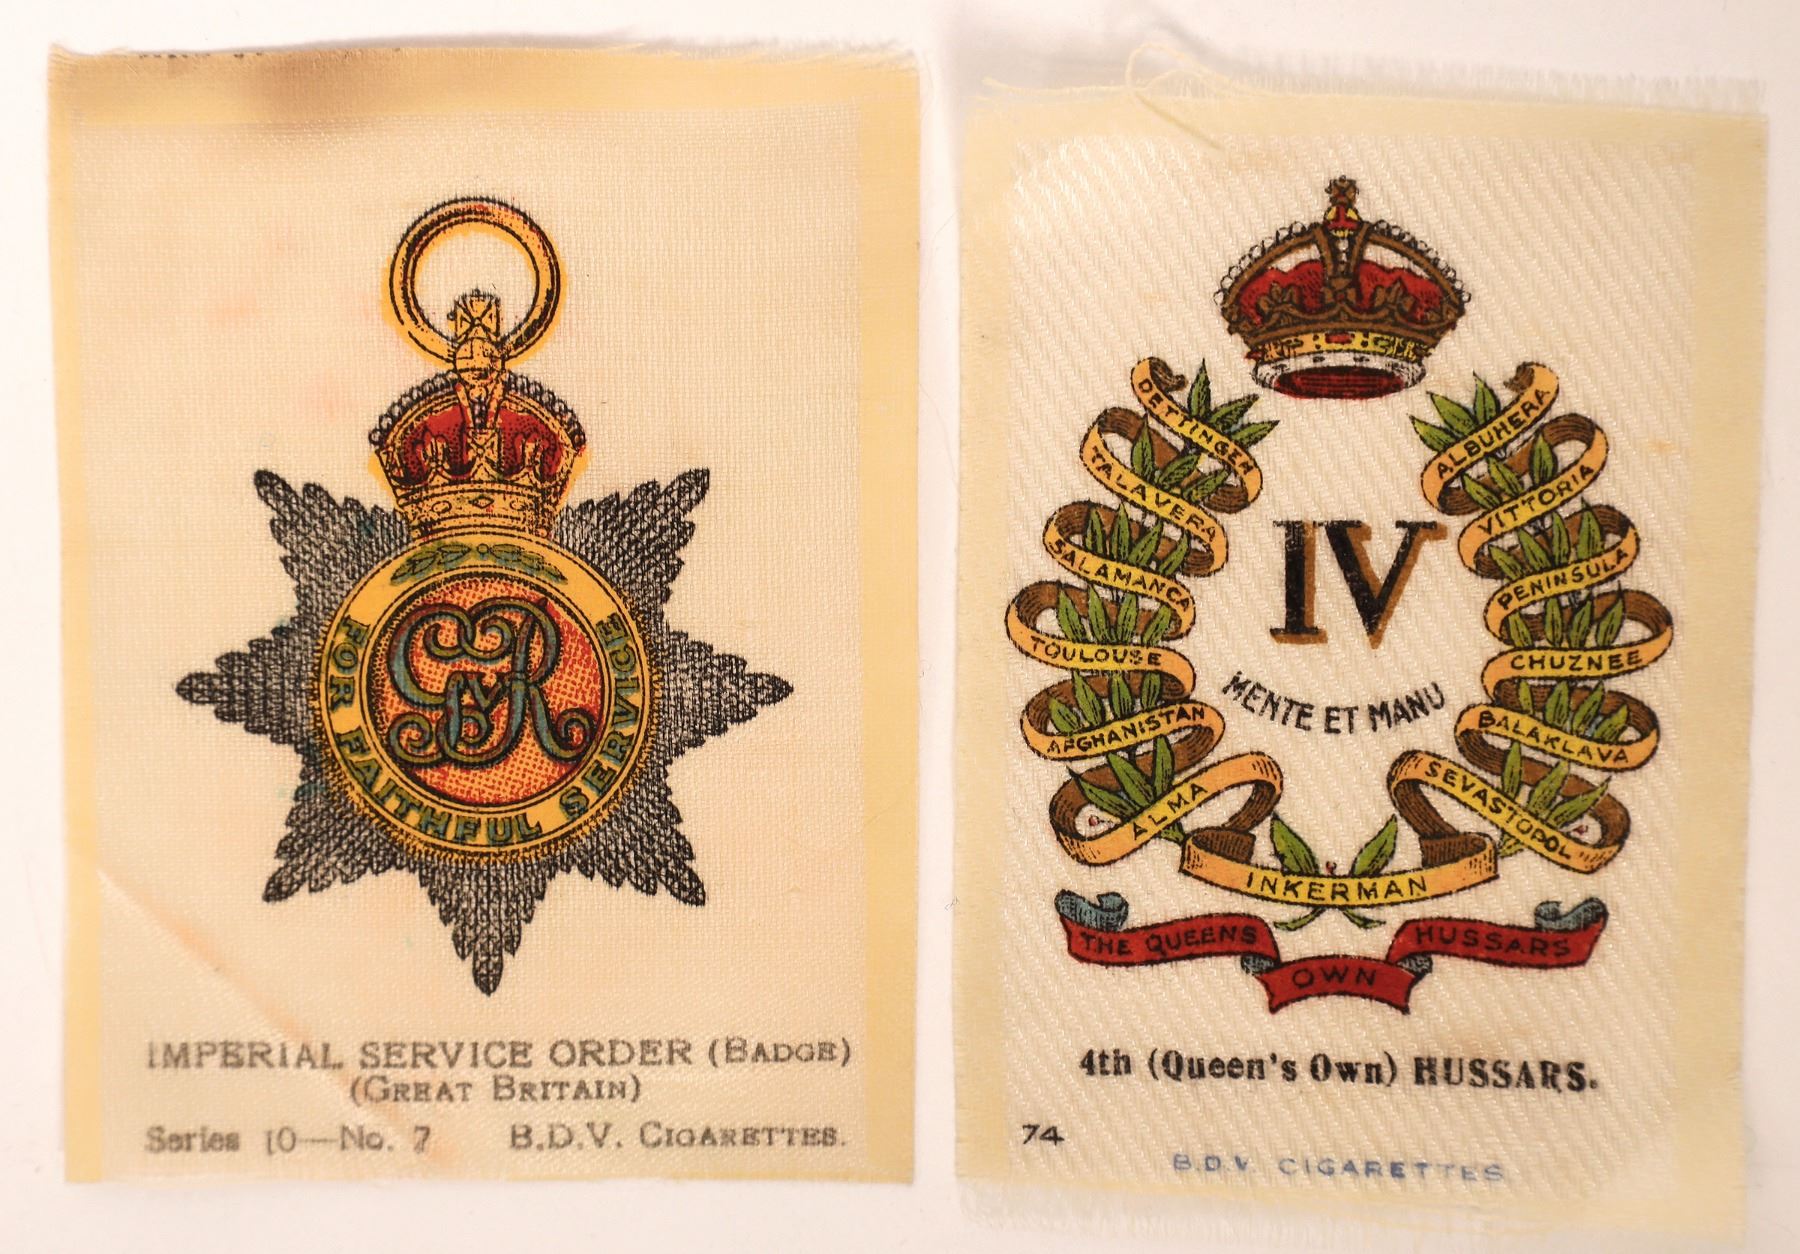 GVRI
FOR FAITHFUL SERVICE
IMPERIAL SERVICE ORDER (BADGE)
(GREAT BRITAIN)
Series 10—No. 7 B.D.V. CIGARETTES.
DETTINGEN
TALAVERA
SALAMANCA
TOULOUSE
AFGHANISTAN
ALMA
ALBUHERA
VITTORIA
PENINSULA
CHUZNEE
BALAKLAVA
SEVASTOPOL
INKERMAN
IV
MENTE ET MANU
THE QUEENS OWN HUSSARS
4th (Queen's Own) HUSSARS.
74
B.D.V. CIGARETTES